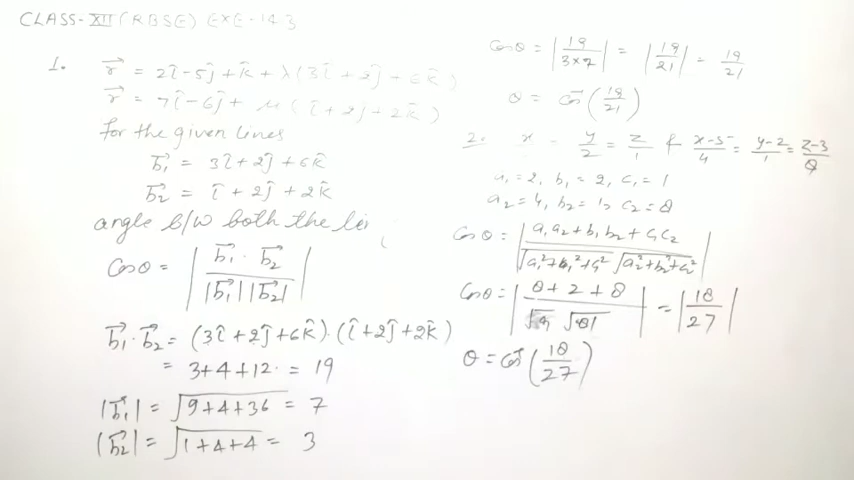 CLASS-XII (RBSE) EXE-14.3
1. r⃗ = 2î-5ĵ+k̂+λ(3î+2ĵ+6k̂)
r⃗ = 7î-6ĵ+ μ(î+2ĵ+2k̂)
for the given lines
b⃗₁ = 3î+2ĵ+6k̂
b⃗₂ = î+2ĵ+2k̂
angle b/w both the
Cosθ = | b⃗₁ · b⃗₂ / |b⃗₁| |b⃗₂| |
b⃗₁·b⃗₂ = (3î+2ĵ+6k̂)·(î+2ĵ+2k̂)
= 3+4+12 = 19
|b⃗₁| = √9+4+36 = 7
|b⃗₂| = √1+4+4 = 3
Cosθ = | 19 / 3×7 | = | 19/21 | = 19/21
θ = cos⁻(19/21)
2. x y/2 = z/1 & x-5/4 = y-2/1 = z-3/8
a₁=2, b₁=2, c₁=1
a₂=4, b₂=1, c₂=8
Cosθ = | a₁a₂+b₁b₂+c₁c₂ / √a₁²+b₁²+c₁² √a₂²+b₂²+c₂² |
Cosθ = | 8+2+8 / √9 √81 | = | 18/27 |
θ = cos⁻(18/27)